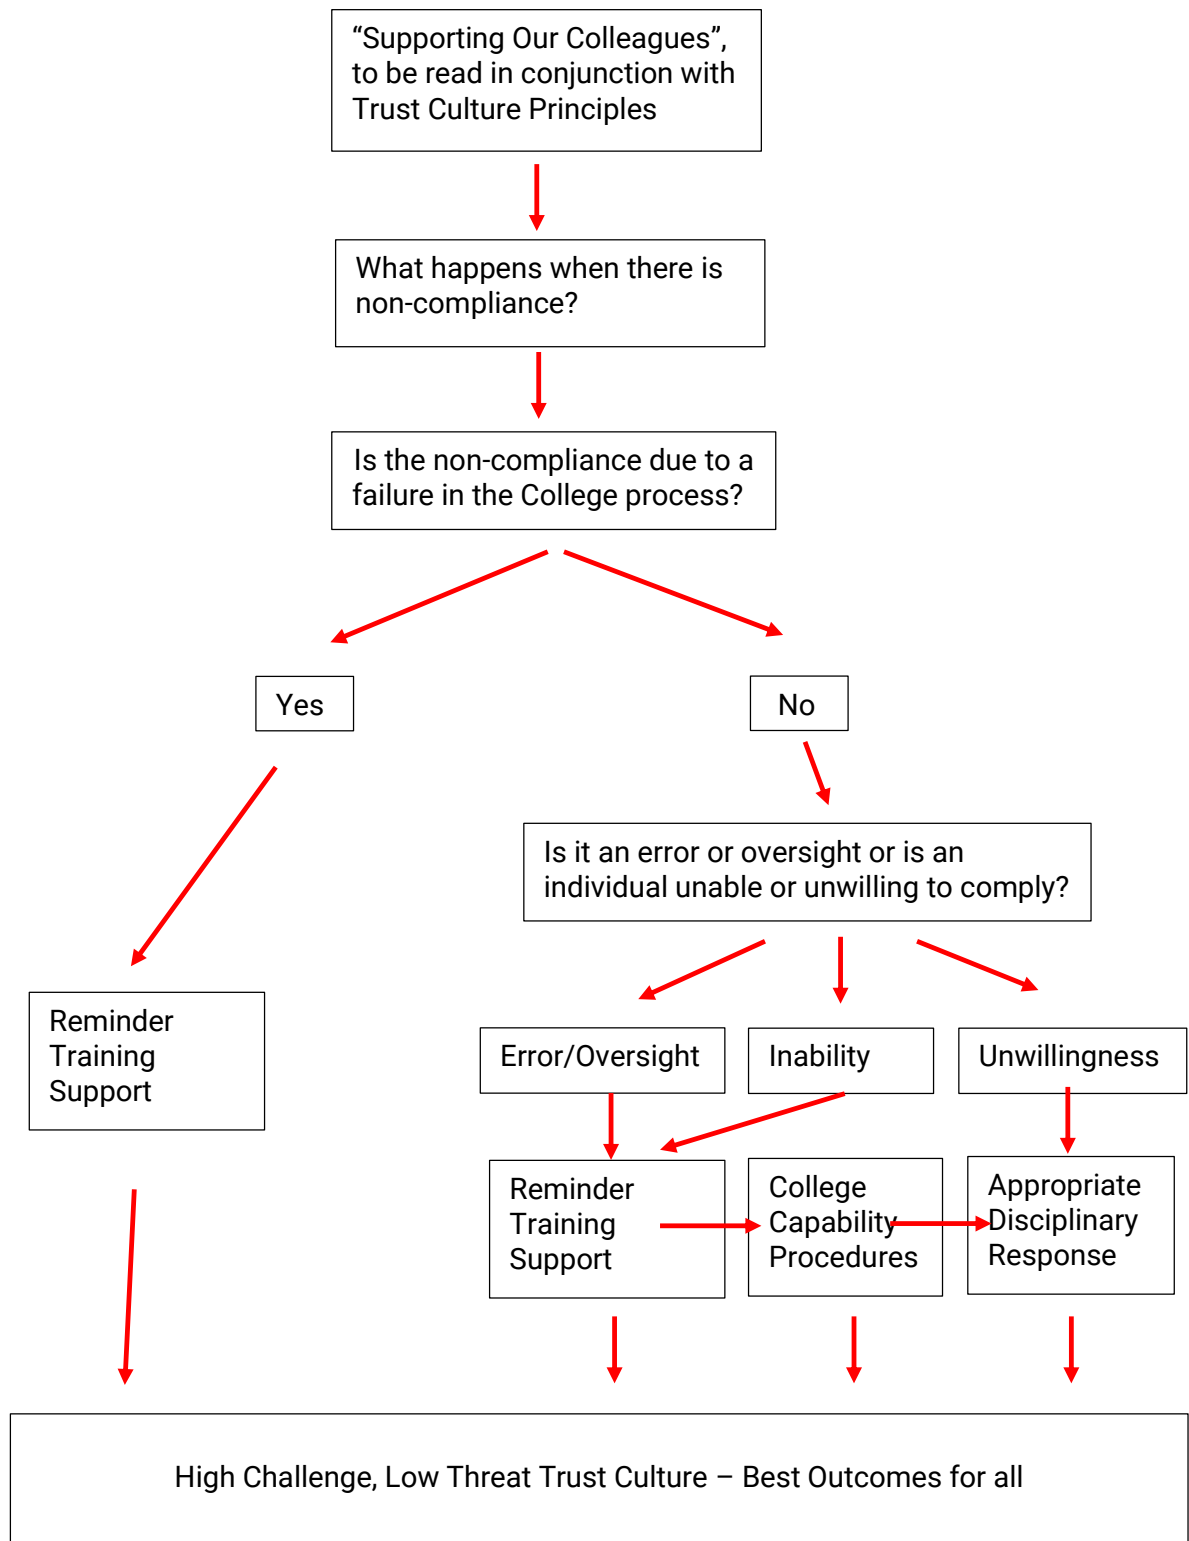 “Supporting Our Colleagues”,
to be read in conjunction with
Trust Culture Principles
What happens when there is
non-compliance?
Is the non-compliance due to a
failure in the College process?
Yes
No
Is it an error or oversight or is an
individual unable or unwilling to comply?
Reminder
Training
Support
Error/Oversight
Inability
Unwillingness
Reminder
Training
Support
College
Capability
Procedures
Appropriate
Disciplinary
Response
High Challenge, Low Threat Trust Culture – Best Outcomes for all